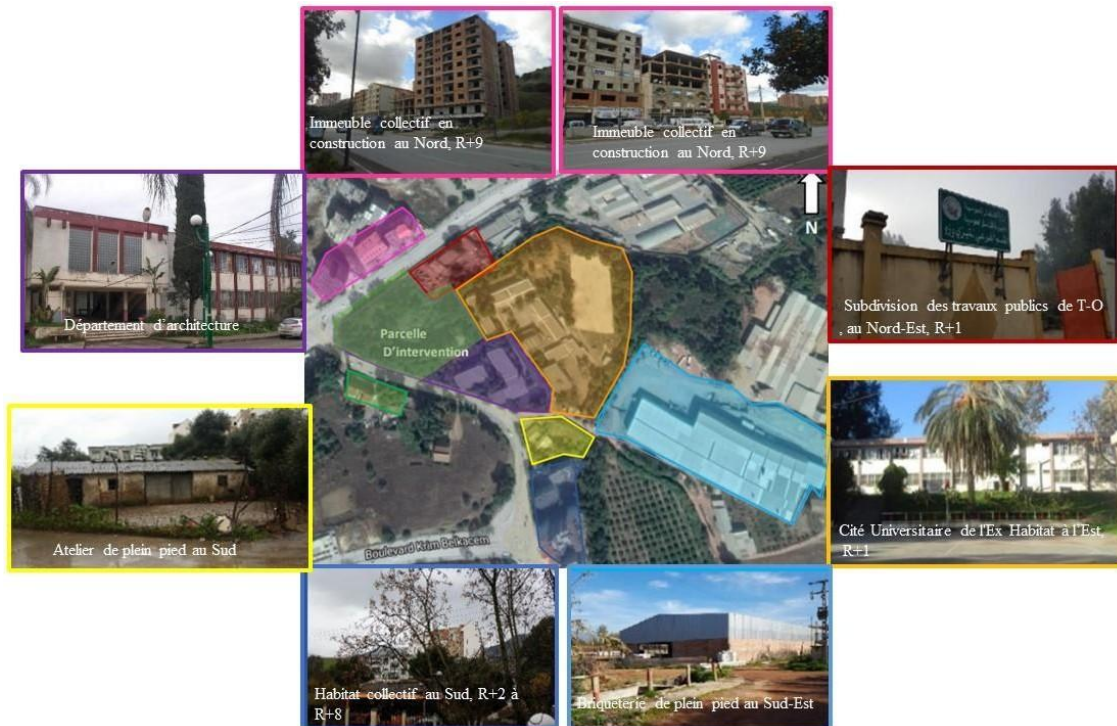 Immeuble collectif en
construction au Nord, R+9
Immeuble collectif en
construction au Nord, R+9
Département d'architecture
N
Subdivision des travaux publics de T-O
, au Nord-Est, R+1
Parcelle
D'intervention
Atelier de plein pied au Sud
Cité Universitaire de l'Ex Habitat à l'Est,
R+1
Boulevard Krim Belkacem
Habitat collectif au Sud, R+2 à
R+8
Briqueterie de plein pied au Sud-Est